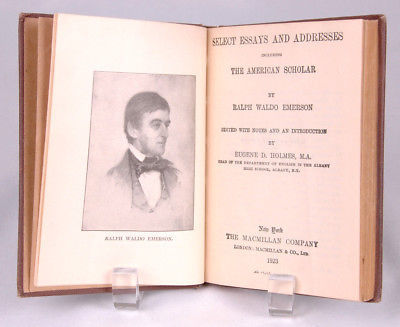 RALPH WALDO EMERSON.
SELECT ESSAYS AND ADDRESSES
INCLUDING
THE AMERICAN SCHOLAR
BY
RALPH WALDO EMERSON
EDITED WITH NOTES AND AN INTRODUCTION
BY
EUGENE D. HOLMES, M.A.
HEAD OF THE DEPARTMENT OF ENGLISH IN THE ALBANY
HIGH SCHOOL, ALBANY, N.Y.
New York
THE MACMILLAN COMPANY
LONDON: MACMILLAN & CO., LTD.
1923